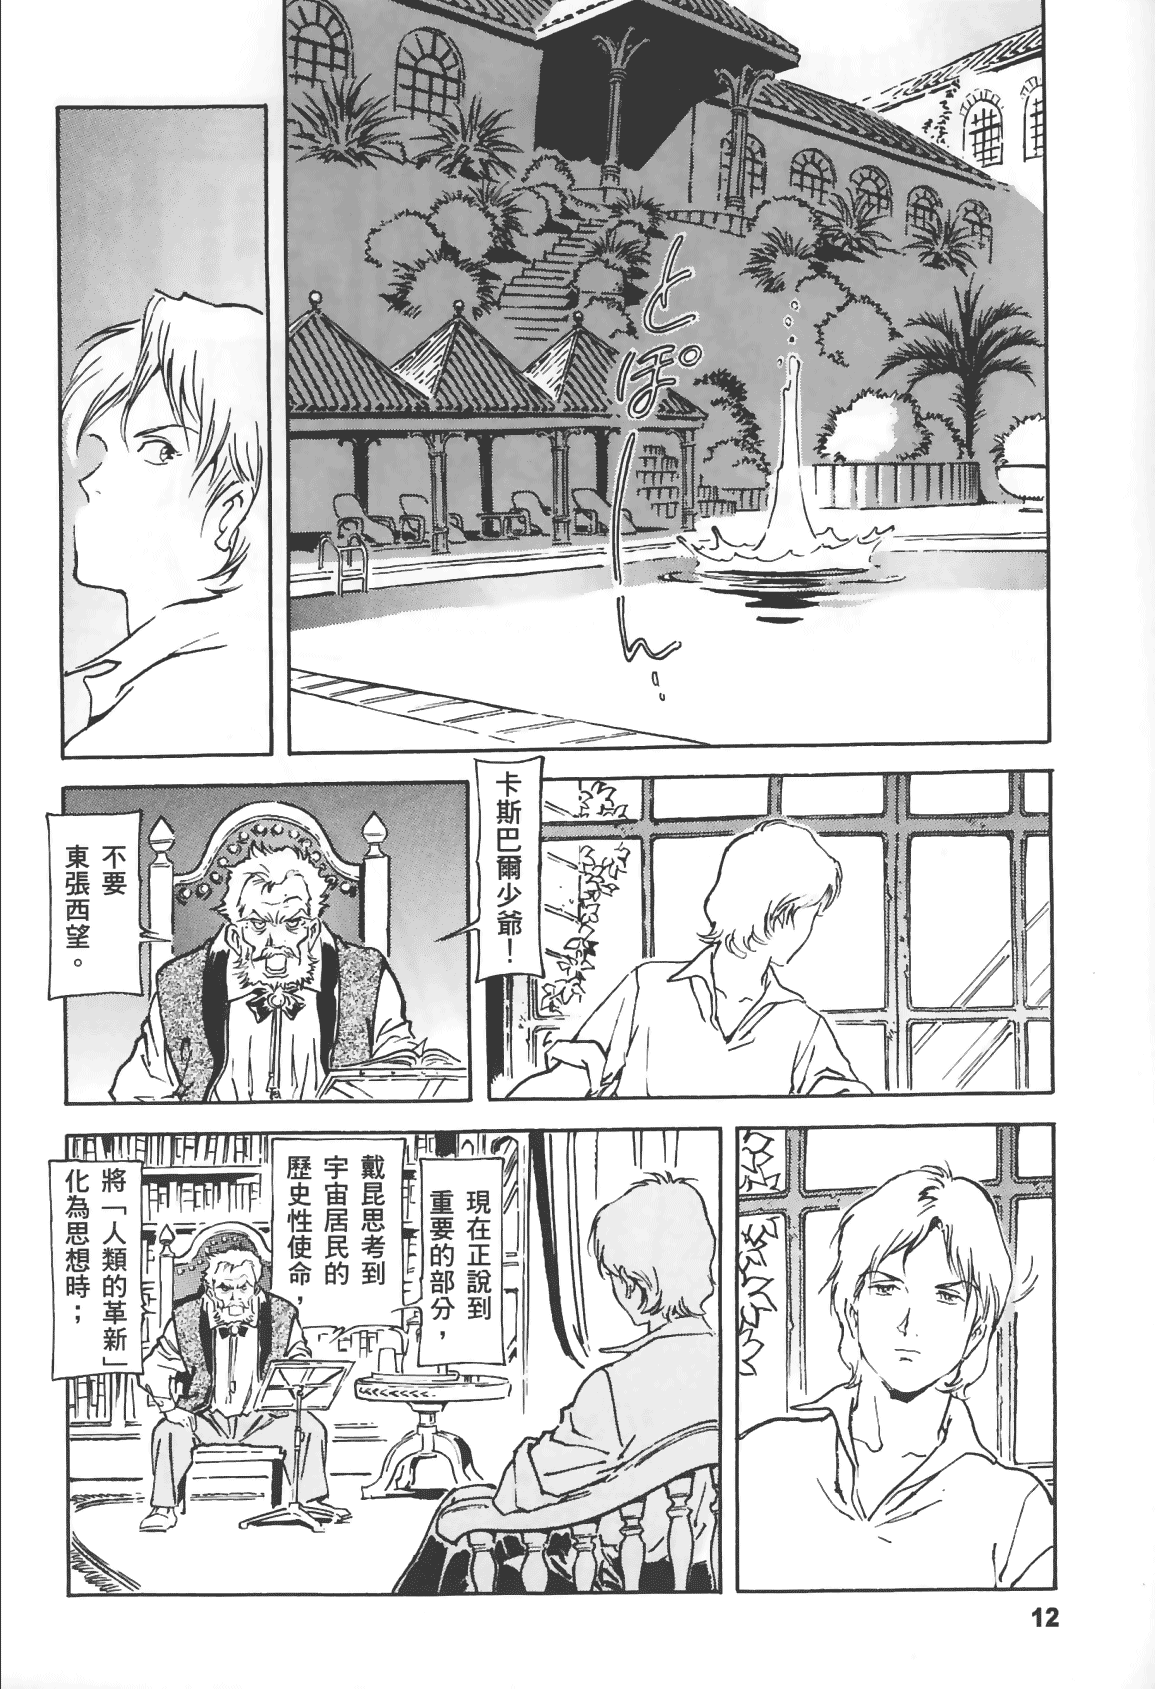 とぽーん…
卡斯巴爾少爺！
不要
東張西望。
現在正說到
重要的部分，
戴昆思考到
宇宙居民的
歷史性使命，
將「人類的革新」
化為思想時；
12